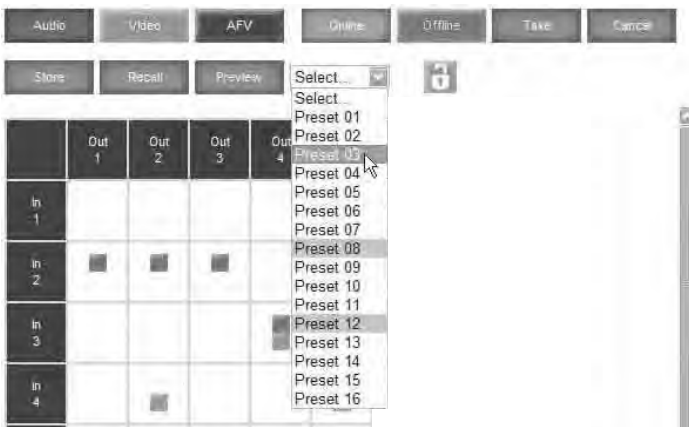 Audio Video AFV Online Offline Take Cancel
Store Recall Preview Select...
Select...
Preset 01
Preset 02
Preset 03
Preset 04
Preset 05
Preset 06
Preset 07
Preset 08
Preset 09
Preset 10
Preset 11
Preset 12
Preset 13
Preset 14
Preset 15
Preset 16
Out Out Out Out
1 2 3 4
In
1
In
2
In
3
In
4